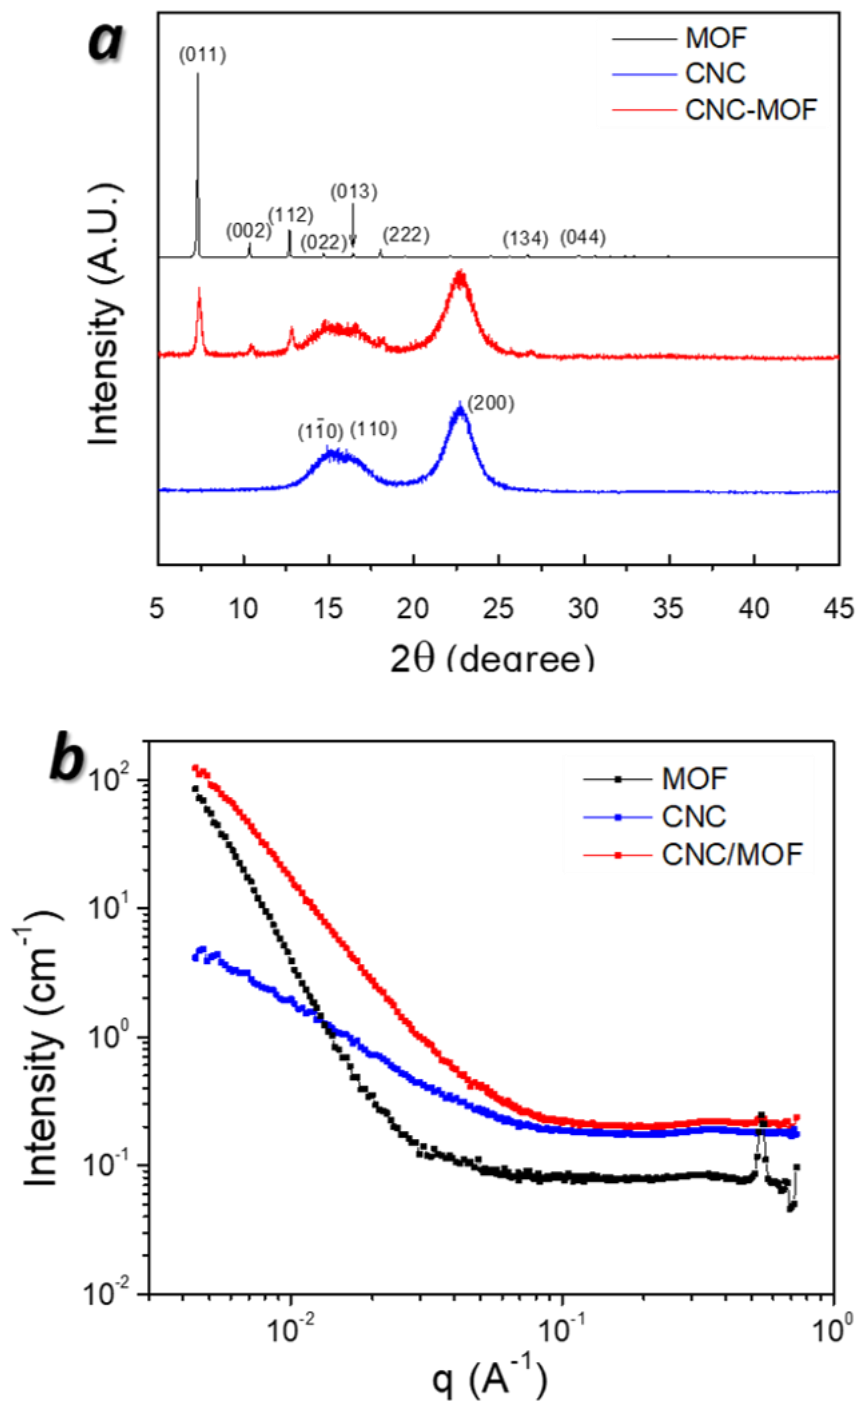 a
MOF
CNC
CNC-MOF
(011)
(013)
(112)
(002)
(022)
(222)
(134)
(044)
Intensity (A.U.)
(200)
(11̄0)
(110)
5
10
15
20
25
30
35
40
45
2θ (degree)
b
MOF
CNC
CNC/MOF
10²
10¹
10⁰
10⁻¹
10⁻²
Intensity (cm⁻¹)
10⁻²
10⁻¹
10⁰
q (A⁻¹)